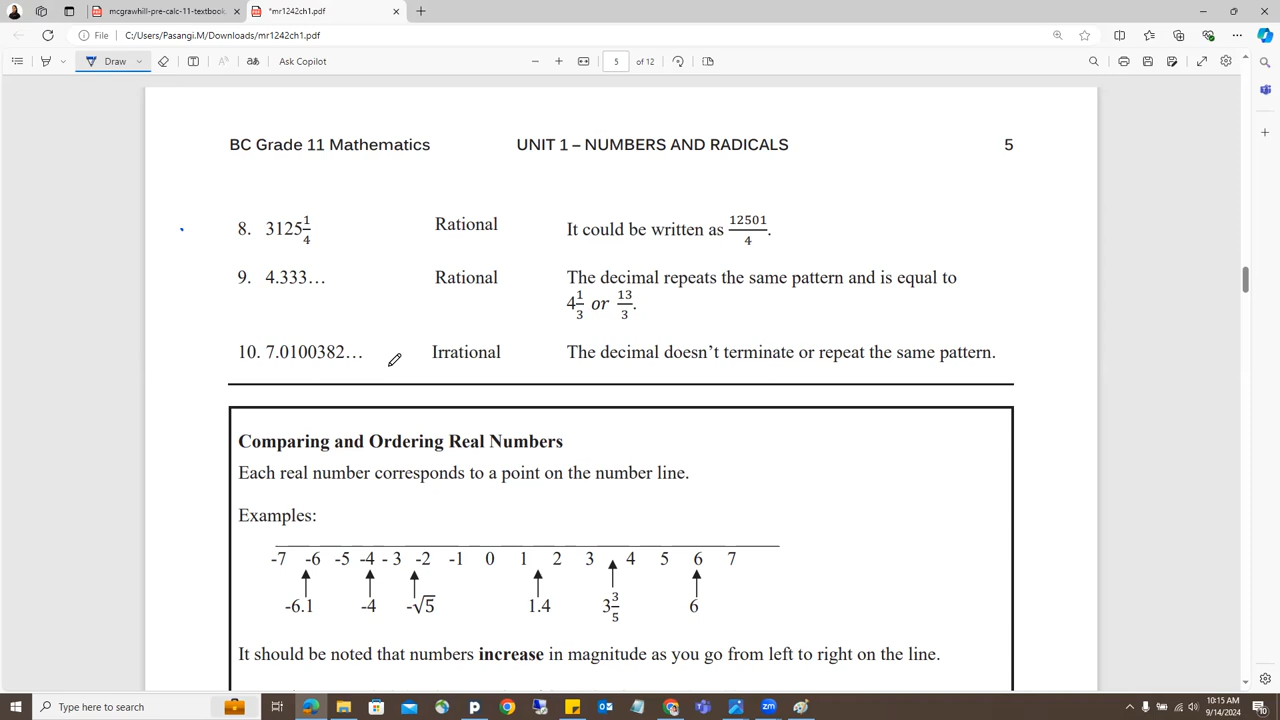 mcgrawhill-pre-calc-11-textbook
*mr1242ch1.pdf
File
C:/Users/Pasangi.M/Downloads/mr1242ch1.pdf
Draw
Ask Copilot
5 of 12
BC Grade 11 Mathematics UNIT 1 – NUMBERS AND RADICALS 5
8. 3125 1/4 Rational It could be written as 12501/4.
9. 4.333… Rational The decimal repeats the same pattern and is equal to
4 1/3 or 13/3.
10. 7.0100382… Irrational The decimal doesn’t terminate or repeat the same pattern.
Comparing and Ordering Real Numbers
Each real number corresponds to a point on the number line.
Examples:
-7 -6 -5 -4 - 3 -2 -1 0 1 2 3 4 5 6 7
-6.1 -4 -√5 1.4 3 3/5 6
It should be noted that numbers increase in magnitude as you go from left to right on the line.
Type here to search
10:15 AM
9/14/2024